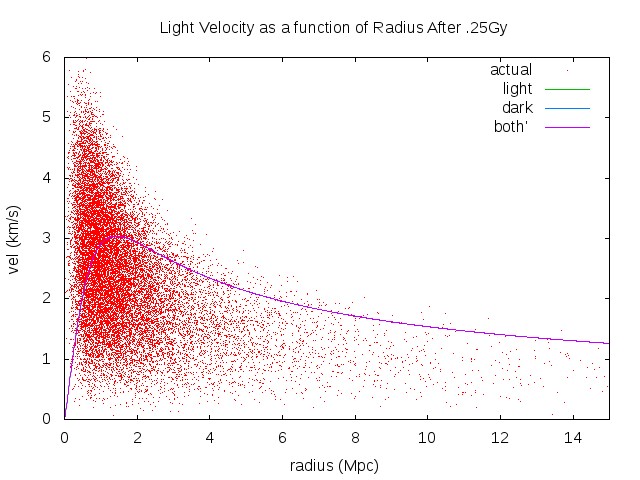 Light Velocity as a function of Radius After .25Gy
actual
light
dark
both'
vel (km/s)
6
5
4
3
2
1
0
0 2 4 6 8 10 12 14
radius (Mpc)